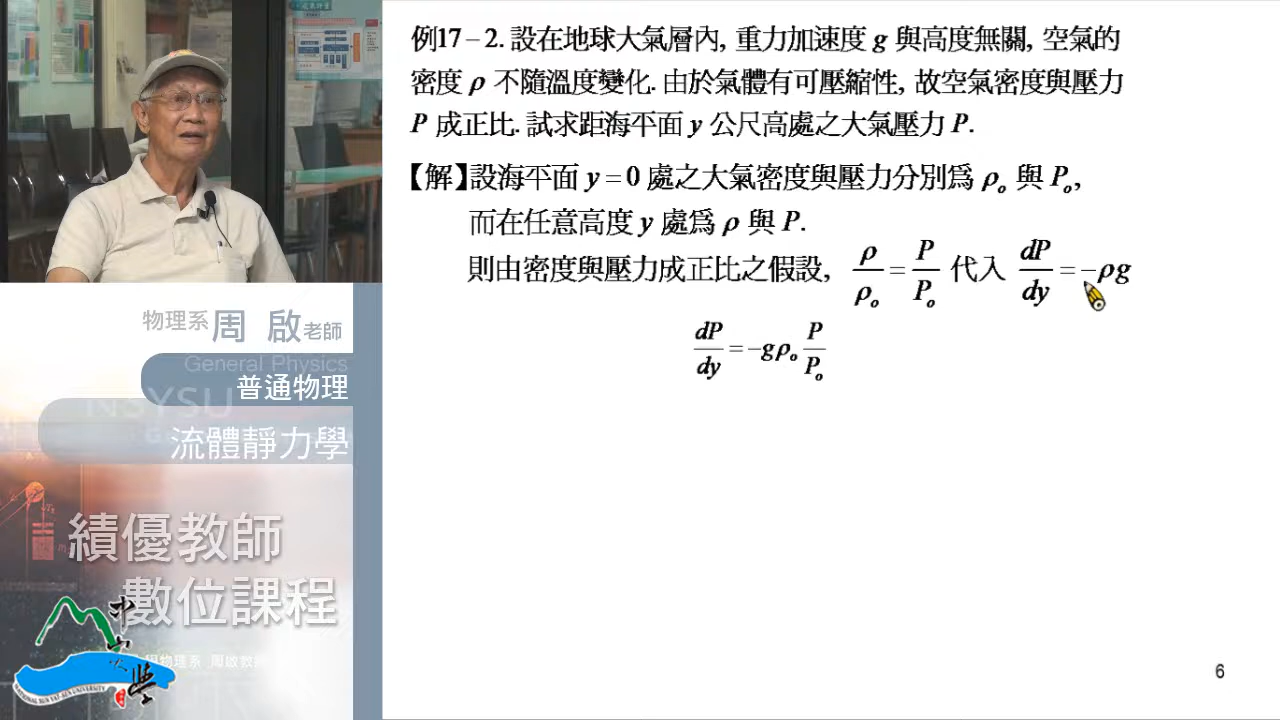 例17－2. 設在地球大氣層內, 重力加速度 g 與高度無關, 空氣的
密度 ρ 不隨溫度變化. 由於氣體有可壓縮性, 故空氣密度與壓力
P 成正比. 試求距海平面 y 公尺高處之大氣壓力 P.
【解】設海平面 y = 0 處之大氣密度與壓力分別為 ρo 與 Po,
而在任意高度 y 處為 ρ 與 P.
則由密度與壓力成正比之假設, ρ/ρo = P/Po 代入 dP/dy = −ρg
dP/dy = −gρo P/Po
物理系 周 啟 老師
General Physics
普通物理
NSYSU
流體靜力學
績優教師
數位課程
6